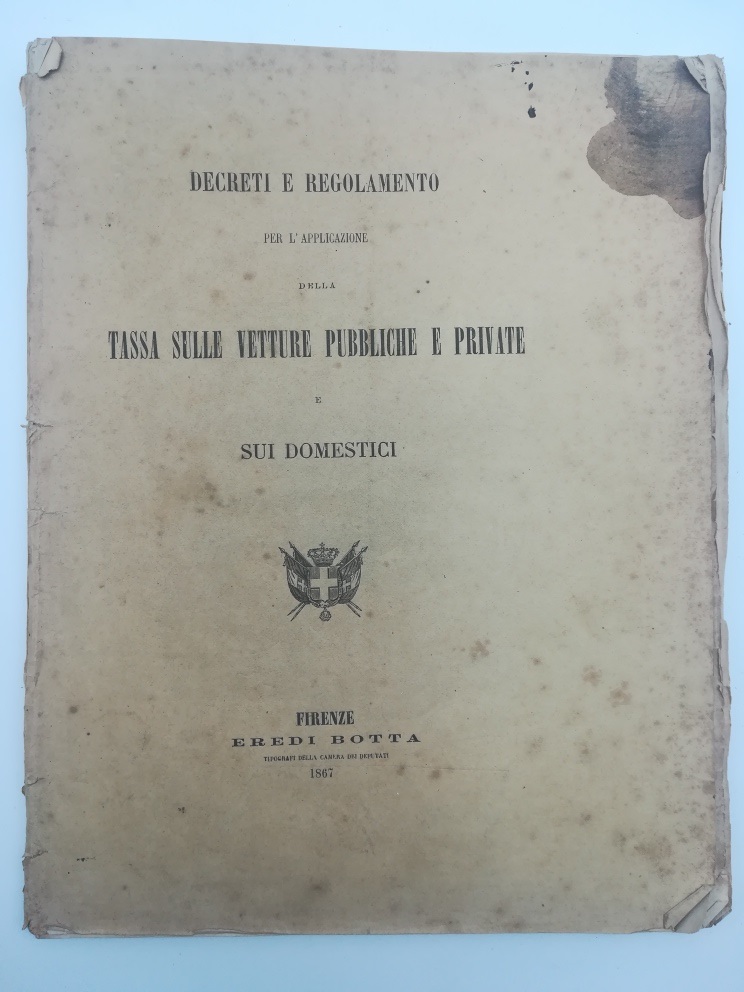 DECRETI E REGOLAMENTO
PER L'APPLICAZIONE
DELLA
TASSA SULLE VETTURE PUBBLICHE E PRIVATE
E
SUI DOMESTICI
FIRENZE
EREDI BOTTA
TIPOGRAFI DELLA CAMERA DEI DEPUTATI
1867